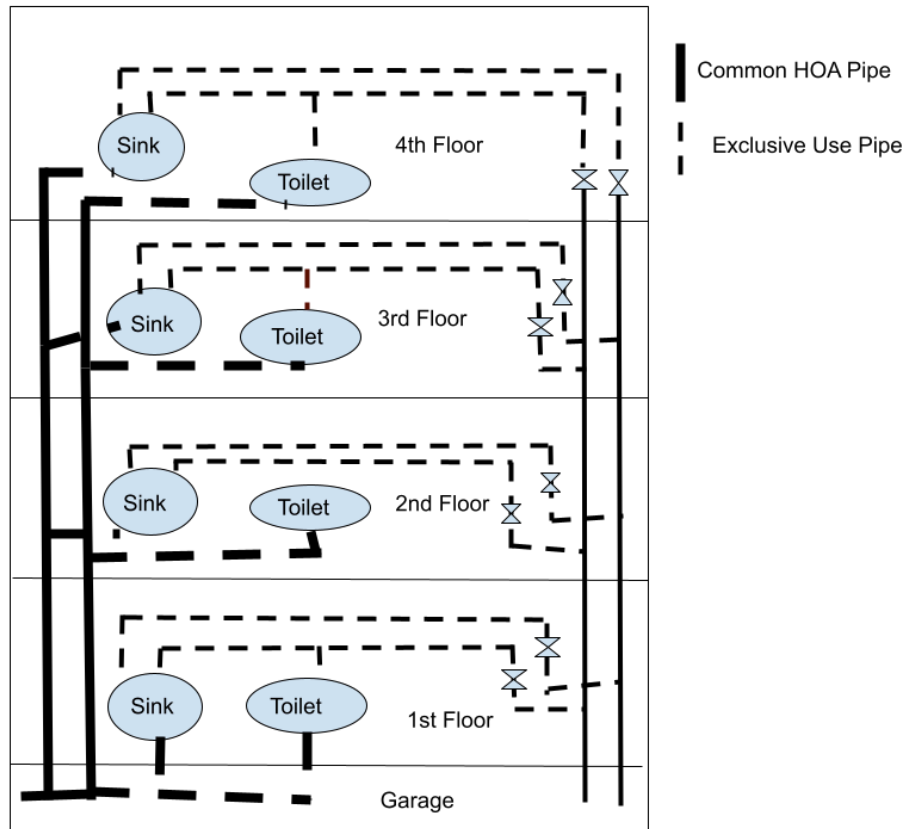 Common HOA Pipe
Sink
4th Floor
Exclusive Use Pipe
Toilet
Sink
3rd Floor
Toilet
Sink
Toilet
2nd Floor
Sink
Toilet
1st Floor
Garage